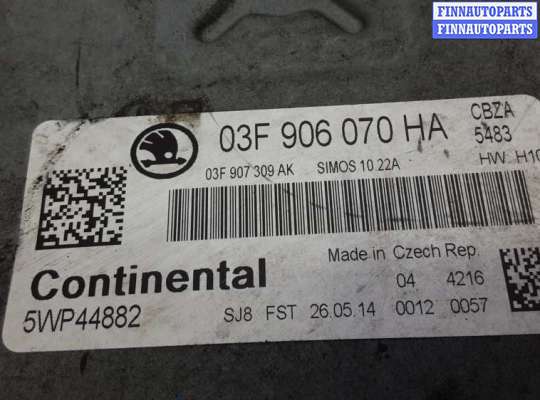 FINNAUTOPARTS
FINNAUTOPARTS
03F 906 070 HA
CBZA
5483
03F 907 309 AK SIMOS 10.22A
HW H10
Made in Czech Rep.
Continental
04 4216
5WP44882
SJ8 FST 26.05.14 0012 0057